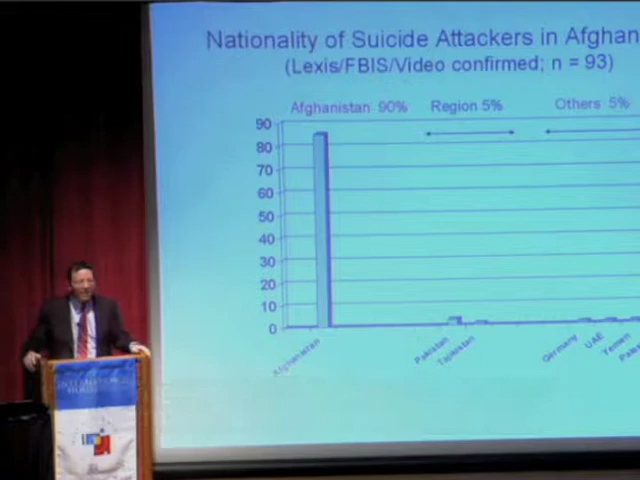 Nationality of Suicide Attackers in Afghan
(Lexis/FBIS/Video confirmed; n = 93)
Afghanistan 90% Region 5% Others 5%
90
80
70
60
50
40
30
20
10
0
Afghanistan
Pakistan
Tajikistan
Germany
UAE
Yemen
INTERNATIONAL